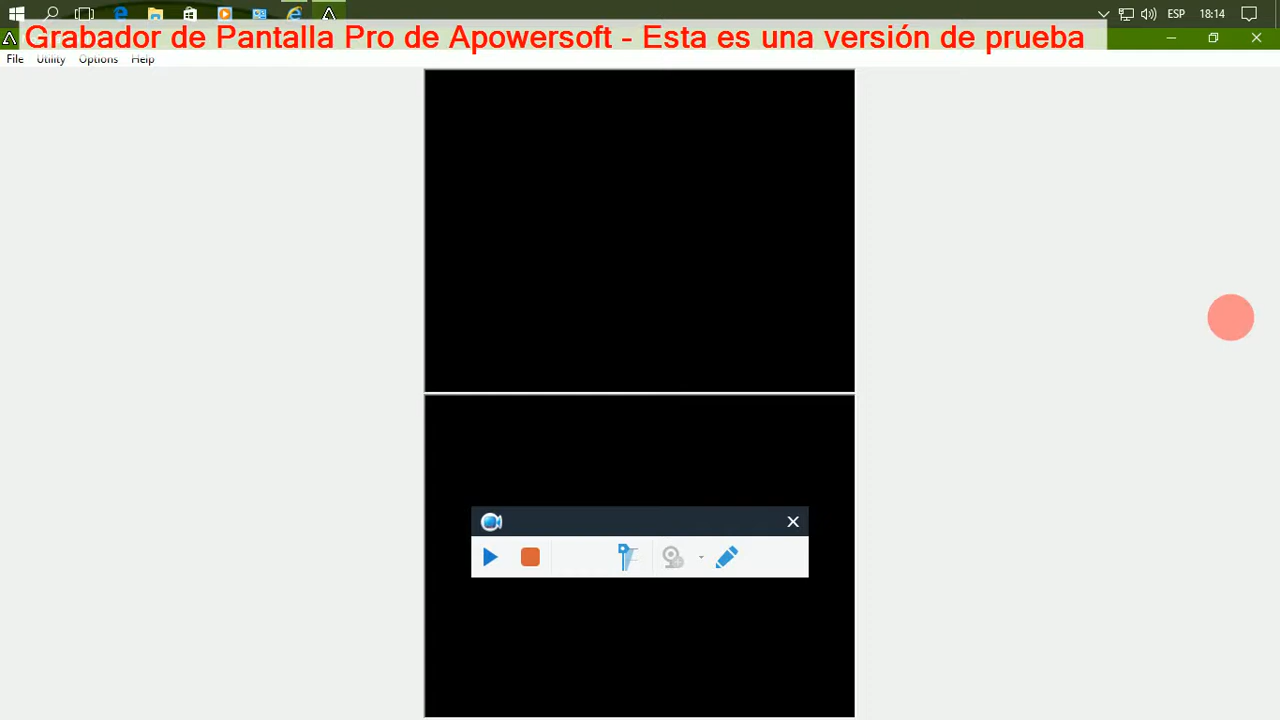 ESP 18:14
Grabador de Pantalla Pro de Apowersoft - Esta es una versión de prueba
File Utility Options Help